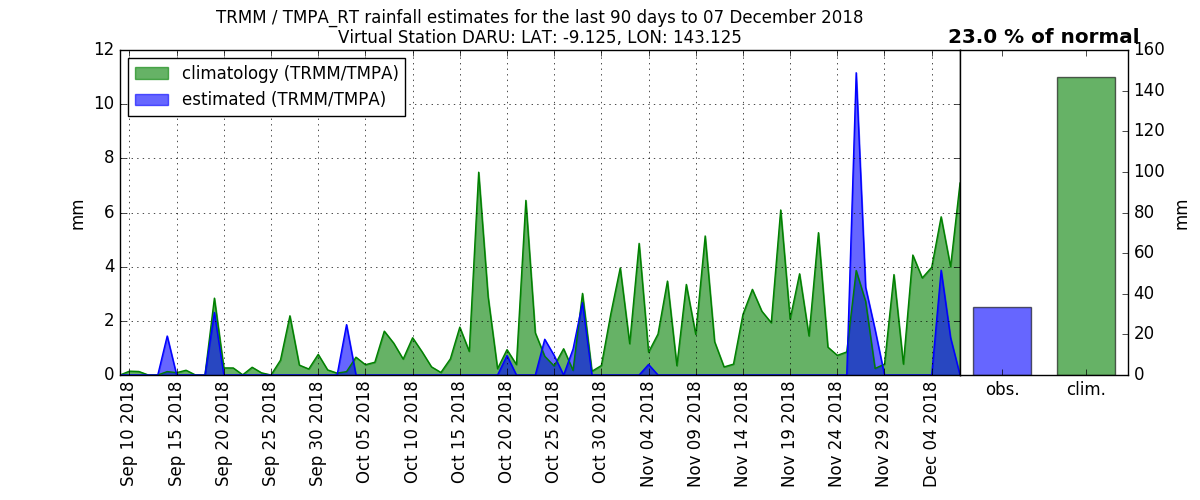 TRMM / TMPA_RT rainfall estimates for the last 90 days to 07 December 2018
Virtual Station DARU: LAT: -9.125, LON: 143.125
23.0 % of normal
climatology (TRMM/TMPA)
estimated (TRMM/TMPA)
mm
12
10
8
6
4
2
0
Sep 10 2018
Sep 15 2018
Sep 20 2018
Sep 25 2018
Sep 30 2018
Oct 05 2018
Oct 10 2018
Oct 15 2018
Oct 20 2018
Oct 25 2018
Oct 30 2018
Nov 04 2018
Nov 09 2018
Nov 14 2018
Nov 19 2018
Nov 24 2018
Nov 29 2018
Dec 04 2018
obs.
clim.
160
140
120
100
80
60
40
20
0
mm